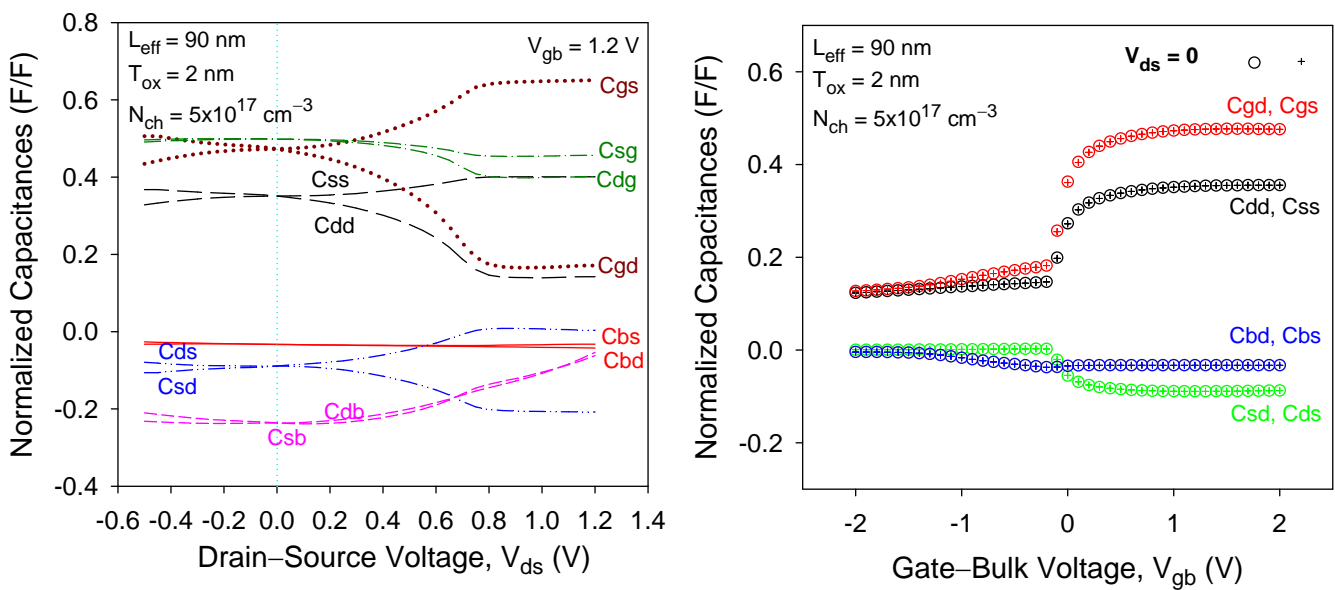 L_eff = 90 nm
T_ox = 2 nm
N_ch = 5x10^17 cm^−3
V_gb = 1.2 V
Cgs
Csg
Cdg
Css
Cdd
Cgd
Cbs
Cbd
Cds
Csd
Cdb
Csb
0.8
0.6
0.4
0.2
0.0
-0.2
-0.4
-0.6 -0.4 -0.2 0.0 0.2 0.4 0.6 0.8 1.0 1.2 1.4
Normalized Capacitances (F/F)
Drain−Source Voltage, V_ds (V)
L_eff = 90 nm
T_ox = 2 nm
N_ch = 5x10^17 cm^−3
V_ds = 0
Cgd, Cgs
Cdd, Css
Cbd, Cbs
Csd, Cds
0.6
0.4
0.2
0.0
-0.2
-2 -1 0 1 2
Normalized Capacitances (F/F)
Gate−Bulk Voltage, V_gb (V)